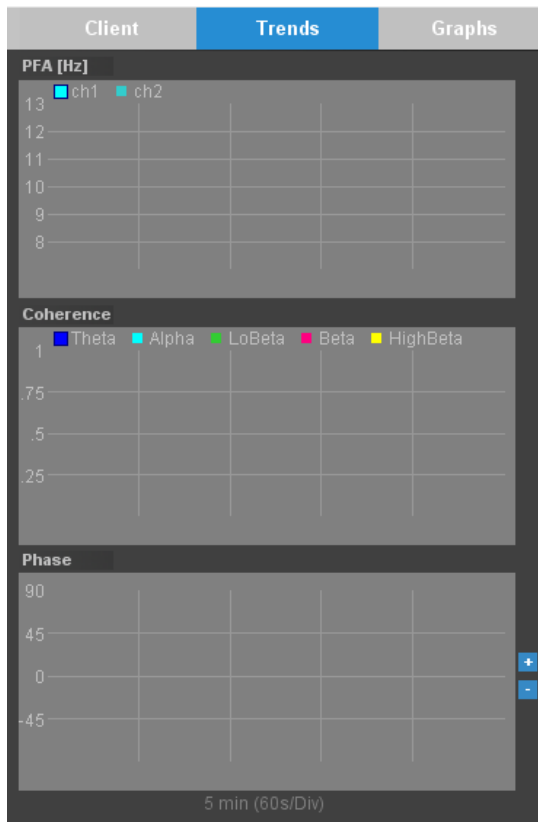 Client Trends Graphs
PFA [Hz]
ch1 ch2
13
12
11
10
9
8
Coherence
Theta Alpha LoBeta Beta HighBeta
1
.75
.5
.25
Phase
90
45
0
-45
+
-
5 min (60s/Div)